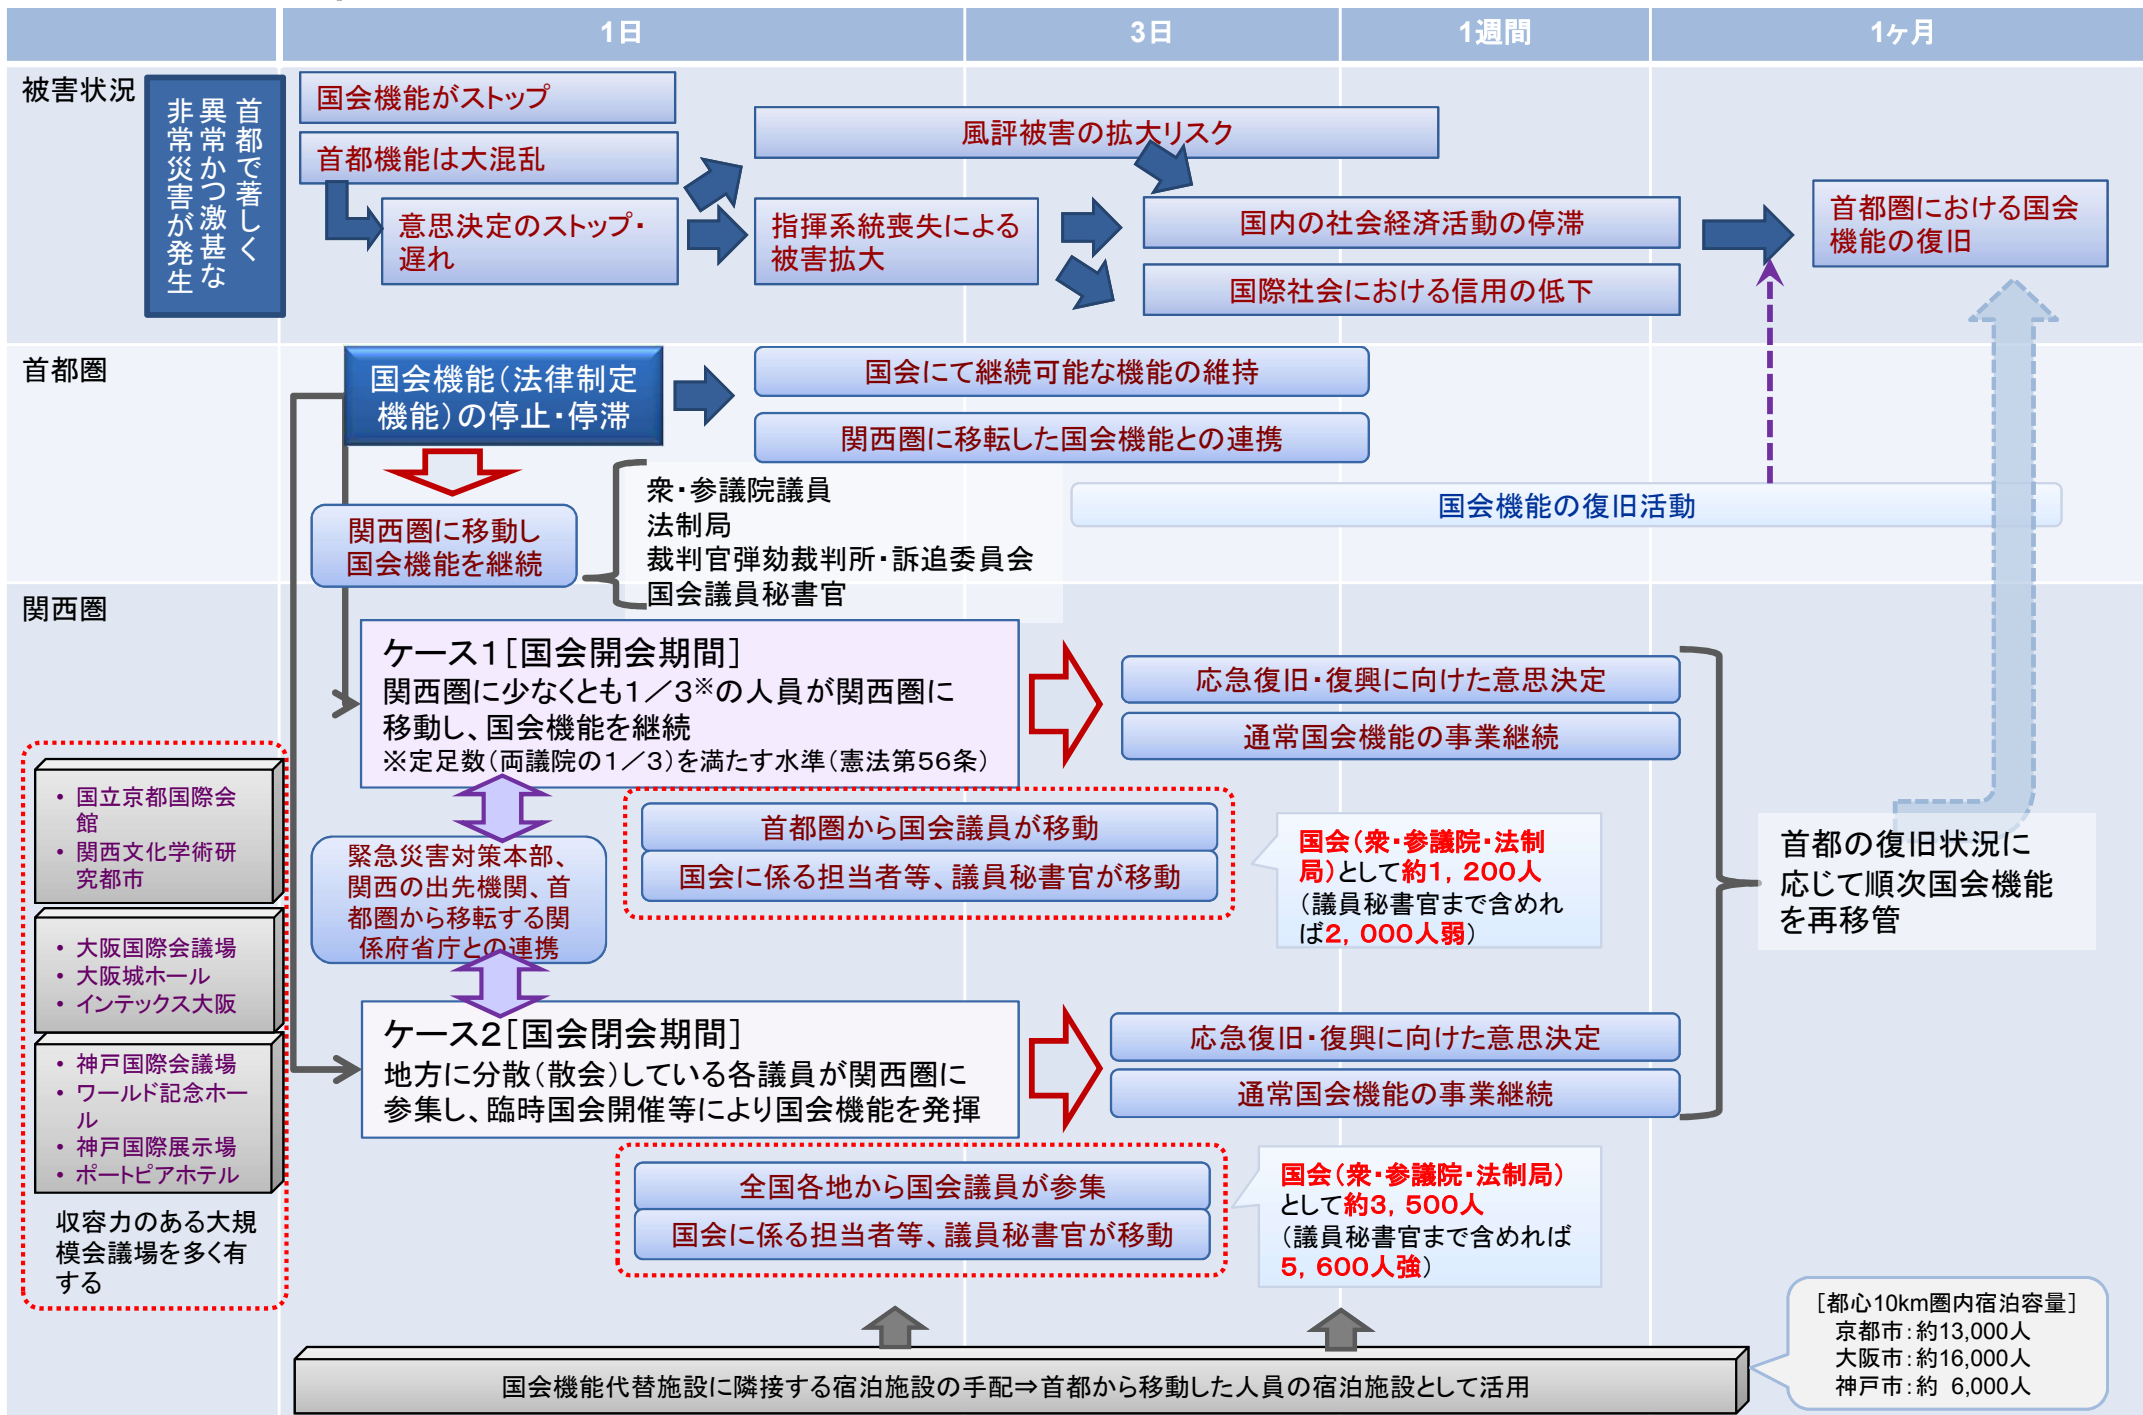 1日
3日
1週間
1ヶ月
被害状況
首都で著しく
異常かつ激甚な
非常災害が発生
国会機能がストップ
首都機能は大混乱
意思決定のストップ・
遅れ
風評被害の拡大リスク
指揮系統喪失による
被害拡大
国内の社会経済活動の停滞
国際社会における信用の低下
首都圏における国会
機能の復旧
首都圏
国会機能(法律制定
機能)の停止・停滞
国会にて継続可能な機能の維持
関西圏に移転した国会機能との連携
関西圏に移動し
国会機能を継続
衆・参議院議員
法制局
裁判官弾劾裁判所・訴追委員会
国会議員秘書官
国会機能の復旧活動
関西圏
ケース1[国会開会期間]
関西圏に少なくとも1/3※の人員が関西圏に
移動し、国会機能を継続
※定足数(両議院の1/3)を満たす水準(憲法第56条)
応急復旧・復興に向けた意思決定
通常国会機能の事業継続
首都圏から国会議員が移動
国会に係る担当者等、議員秘書官が移動
国会(衆・参議院・法制
局)として約1,200人
(議員秘書官まで含めれ
ば2,000人弱)
緊急災害対策本部、
関西の出先機関、首
都圏から移転する関
係府省庁との連携
首都の復旧状況に
応じて順次国会機能
を再移管
・国立京都国際会
館
・関西文化学術研
究都市
・大阪国際会議場
・大阪城ホール
・インテックス大阪
・神戸国際会議場
・ワールド記念ホー
ル
・神戸国際展示場
・ポートピアホテル
収容力のある大規
模会議場を多く有
する
ケース2[国会閉会期間]
地方に分散(散会)している各議員が関西圏に
参集し、臨時国会開催等により国会機能を発揮
応急復旧・復興に向けた意思決定
通常国会機能の事業継続
全国各地から国会議員が参集
国会に係る担当者等、議員秘書官が移動
国会(衆・参議院・法制局)
として約3,500人
(議員秘書官まで含めれば
5,600人強)
国会機能代替施設に隣接する宿泊施設の手配⇒首都から移動した人員の宿泊施設として活用
[都心10km圏内宿泊容量]
京都市:約13,000人
大阪市:約16,000人
神戸市:約 6,000人